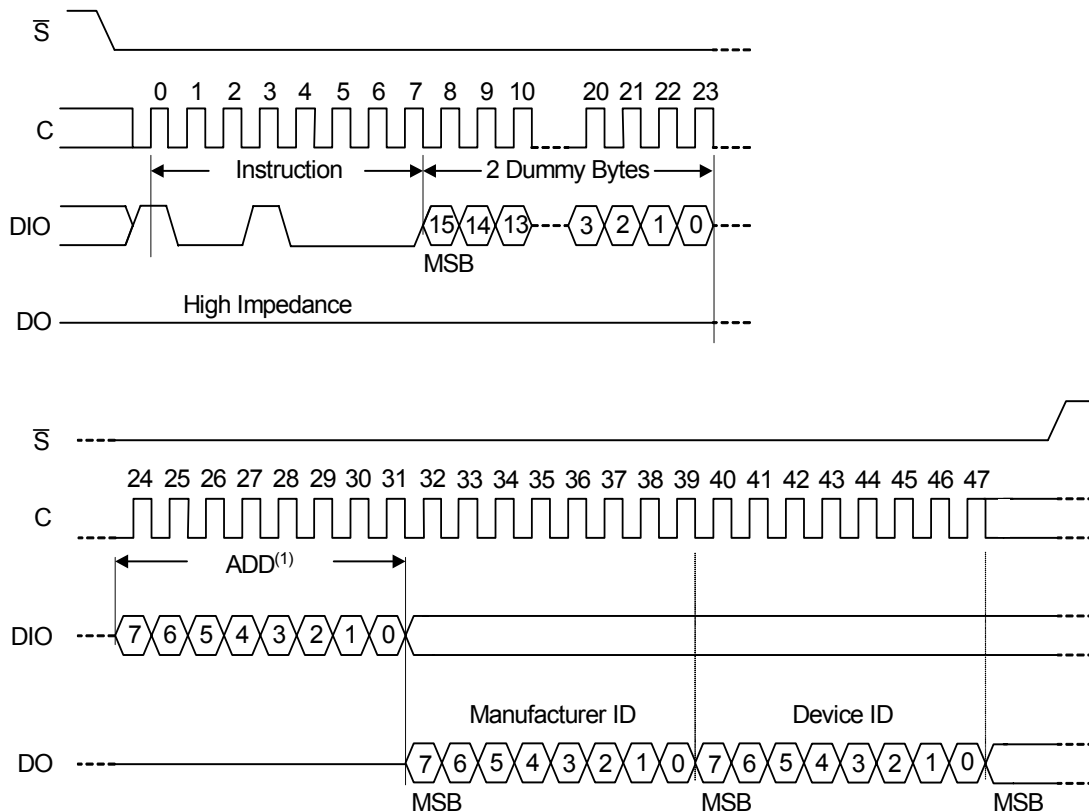 S
0 1 2 3 4 5 6 7 8 9 10 20 21 22 23
C
Instruction 2 Dummy Bytes
DIO 15 14 13 3 2 1 0
MSB
High Impedance
DO
S
24 25 26 27 28 29 30 31 32 33 34 35 36 37 38 39 40 41 42 43 44 45 46 47
C
ADD(1)
DIO 7 6 5 4 3 2 1 0
Manufacturer ID Device ID
DO 7 6 5 4 3 2 1 0 7 6 5 4 3 2 1 0
MSB MSB MSB